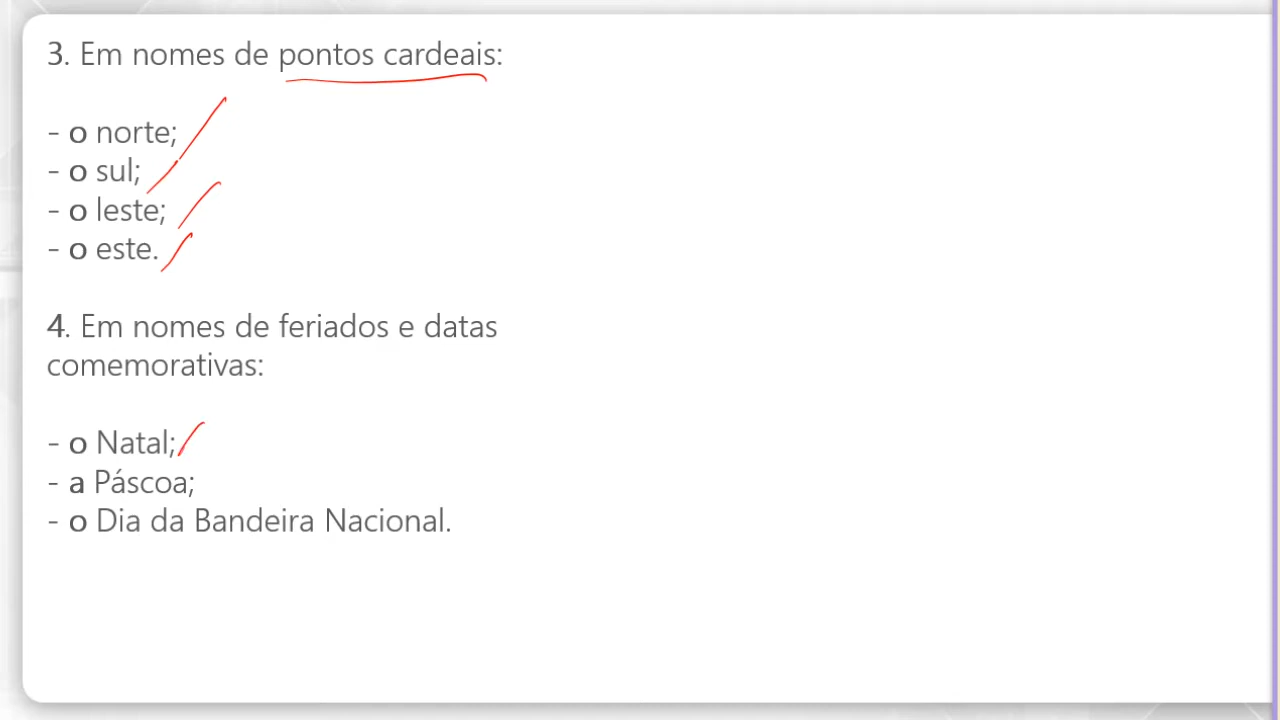 3. Em nomes de pontos cardeais:
- o norte;
- o sul;
- o leste;
- o este.
4. Em nomes de feriados e datas
comemorativas:
- o Natal;
- a Páscoa;
- o Dia da Bandeira Nacional.